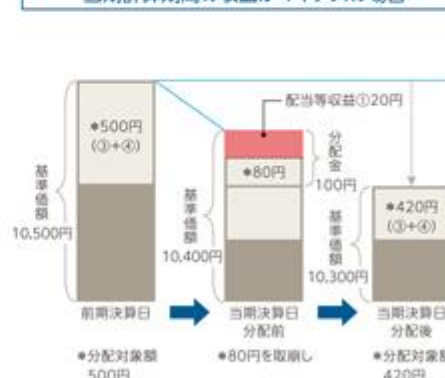 配当等収益①20円
*500円
(③+④)
*80円
分配金
100円
*420円
(③+④)
基準価額
10,500円
基準価額
10,400円
基準価額
10,300円
前期決算日
当期決算日
分配前
当期決算日
分配後
*分配対象額
500円
*80円を取崩し
*分配対象額
420円